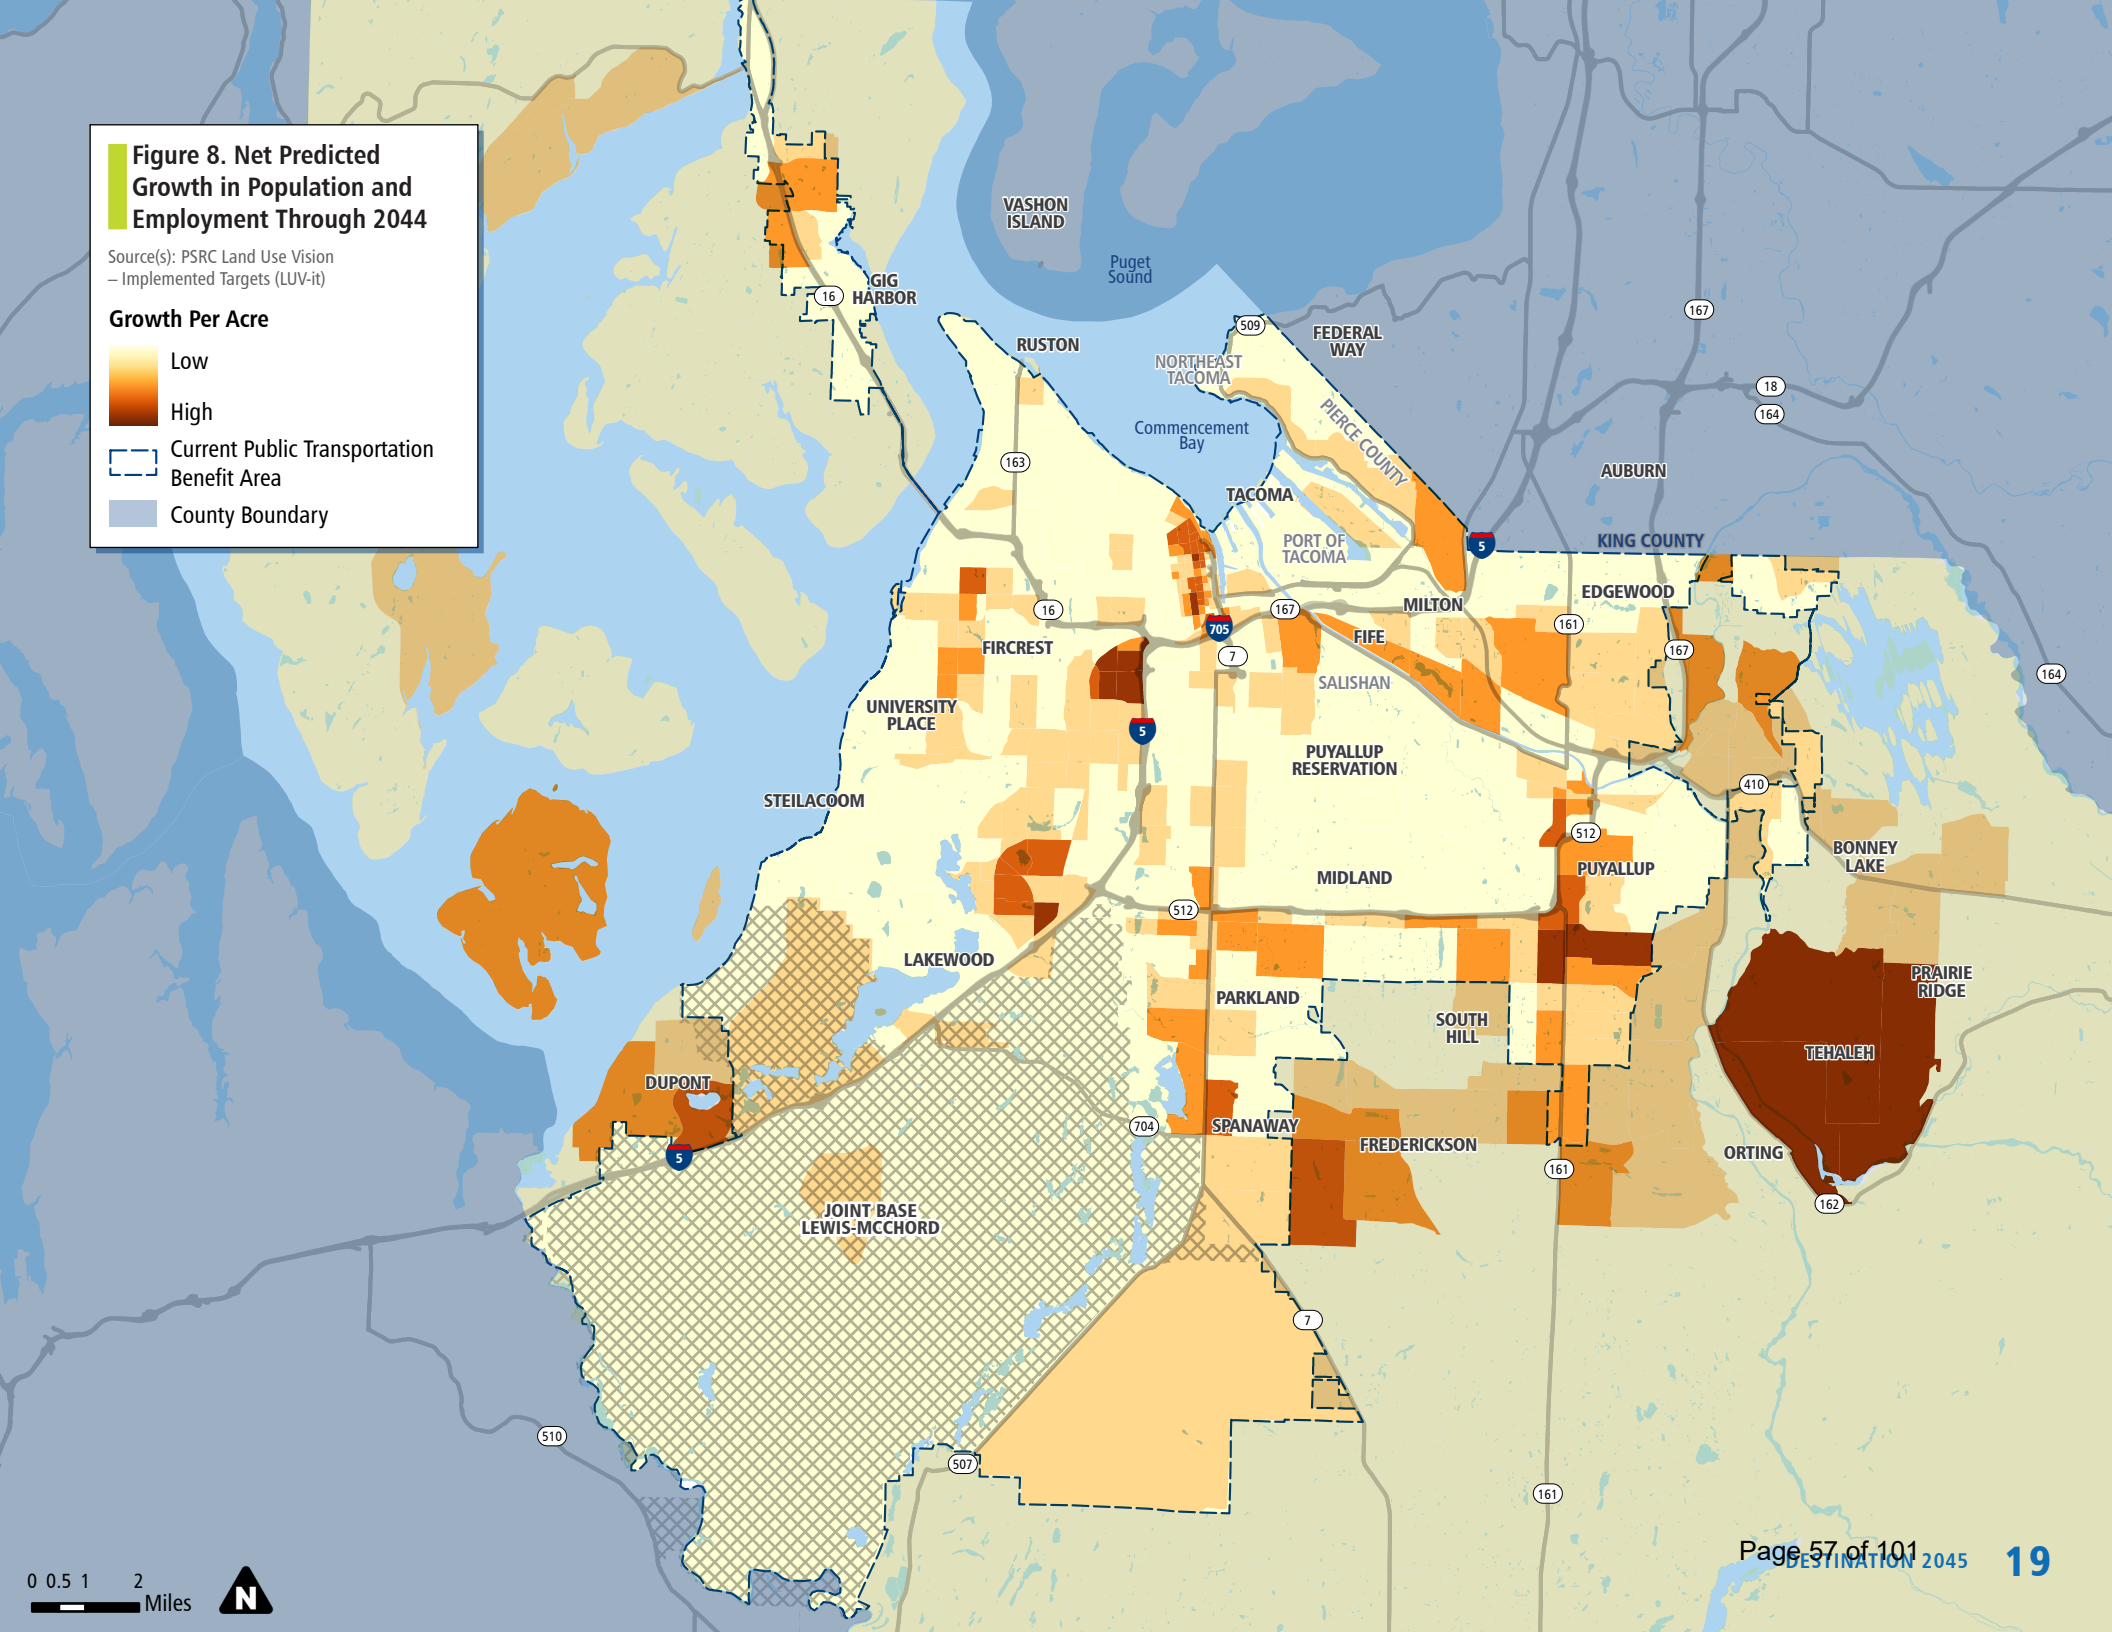 Figure 8. Net Predicted
Growth in Population and
Employment Through 2044
Source(s): PSRC Land Use Vision
– Implemented Targets (LUV-it)
Growth Per Acre
Low
High
Current Public Transportation
Benefit Area
County Boundary
VASHON
ISLAND
Puget
Sound
GIG
HARBOR
16
RUSTON
509
FEDERAL
WAY
167
NORTHEAST
TACOMA
18
164
PIERCE COUNTY
Commencement
Bay
163
AUBURN
TACOMA
PORT OF
TACOMA
5
KING COUNTY
EDGEWOOD
16
167
MILTON
161
705
FIFE
FIRCREST
7
167
164
SALISHAN
UNIVERSITY
PLACE
5
PUYALLUP
RESERVATION
410
STEILACOOM
512
BONNEY
LAKE
PUYALLUP
MIDLAND
512
LAKEWOOD
PRAIRIE
RIDGE
PARKLAND
SOUTH
HILL
TEHALEH
DUPONT
704
SPANAWAY
FREDERICKSON
5
ORTING
161
162
JOINT BASE
LEWIS-MCCHORD
7
510
507
161
Page 57 of 101
DESTINATION 2045
19
0 0.5 1 2
Miles
N